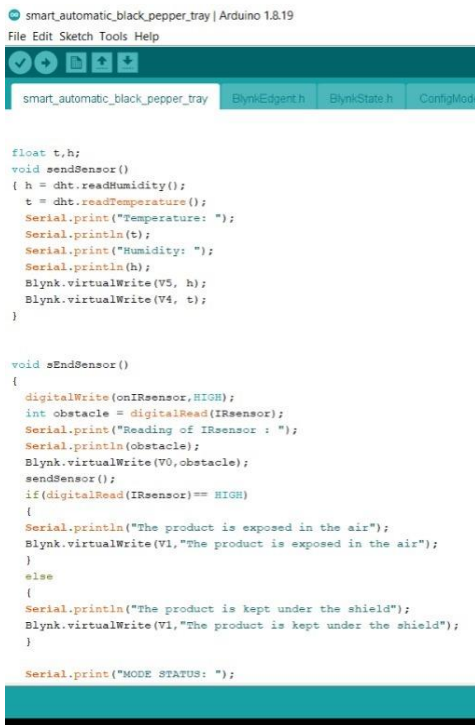 smart_automatic_black_pepper_tray | Arduino 1.8.19
File Edit Sketch Tools Help
smart_automatic_black_pepper_tray BlynkEdgent.h BlynkState.h ConfigMode
float t,h;
void sendSensor()
{ h = dht.readHumidity();
t = dht.readTemperature();
Serial.print("Temperature: ");
Serial.println(t);
Serial.print("Humidity: ");
Serial.println(h);
Blynk.virtualWrite(V5, h);
Blynk.virtualWrite(V4, t);
}
void sEndSensor()
{
digitalWrite(onIRsensor,HIGH);
int obstacle = digitalRead(IRsensor);
Serial.print("Reading of IRsensor : ");
Serial.println(obstacle);
Blynk.virtualWrite(V0,obstacle);
sendSensor();
if(digitalRead(IRsensor)== HIGH)
{
Serial.println("The product is exposed in the air");
Blynk.virtualWrite(V1,"The product is exposed in the air");
}
else
{
Serial.println("The product is kept under the shield");
Blynk.virtualWrite(V1,"The product is kept under the shield");
}
Serial.print("MODE STATUS: ");